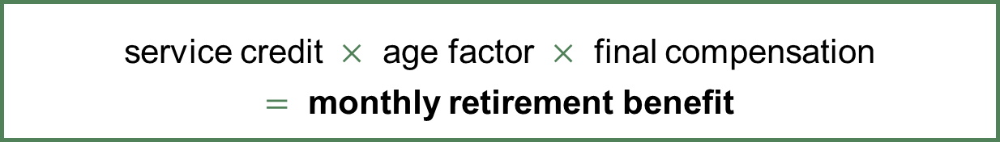 service credit × age factor × final compensation
= monthly retirement benefit